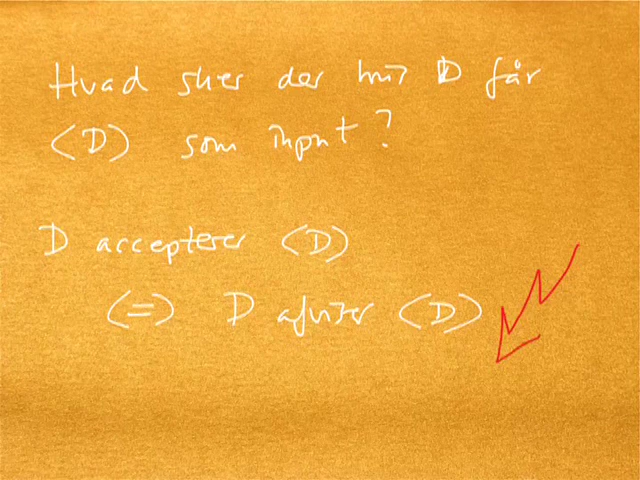 Hvad sker der hvis D får
⟨D⟩ som input?
D accepterer ⟨D⟩
⟺ D afviser ⟨D⟩